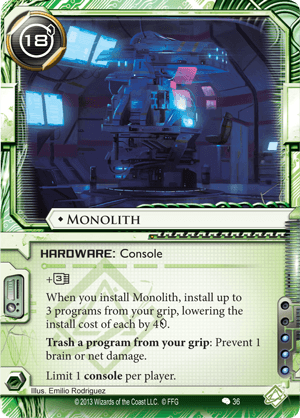 18
♦ MONOLITH
HARDWARE: Console
+3
When you install Monolith, install up to
3 programs from your grip, lowering the
install cost of each by 4.
Trash a program from your grip: Prevent 1
brain or net damage.
Limit 1 console per player.
Illus. Emilio Rodriguez
© 2013 Wizards of the Coast LLC. © FFG 36